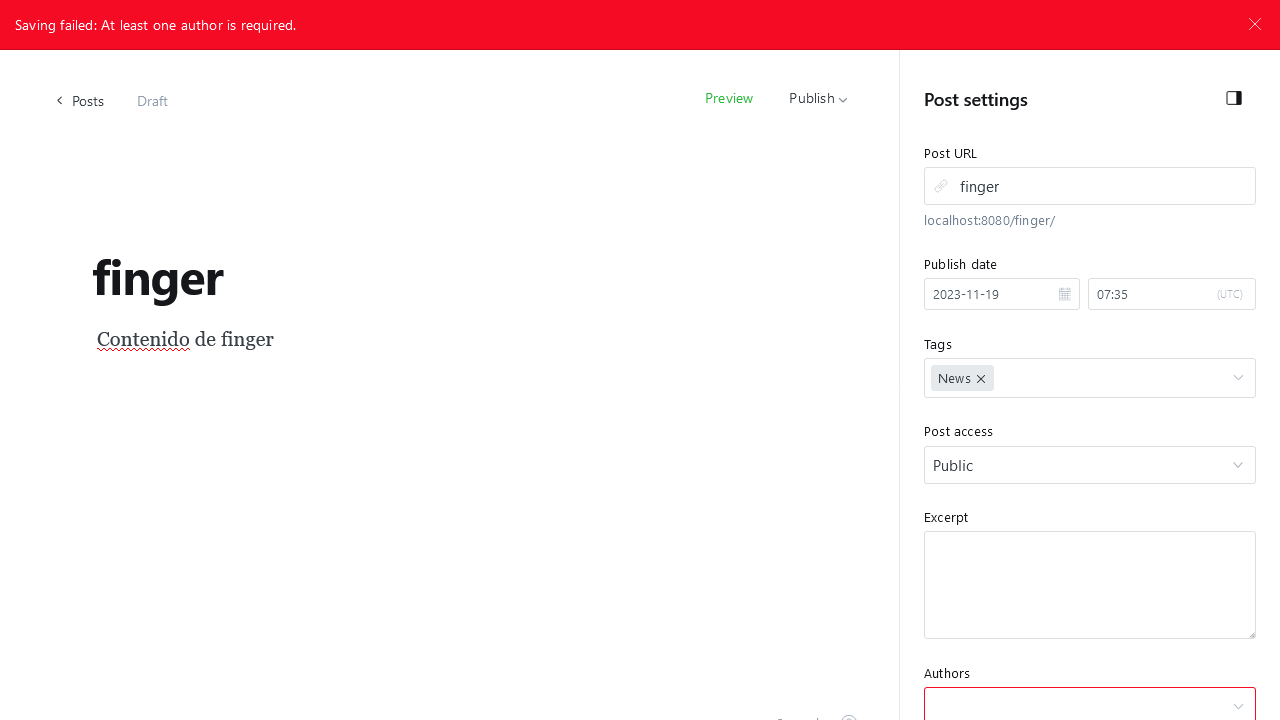 Saving failed: At least one author is required.
Posts
Draft
Preview
Publish
finger
Contenido de finger
Post settings
Post URL
finger
localhost:8080/finger/
Publish date
2023-11-19
07:35
(UTC)
Tags
News
Post access
Public
Excerpt
Authors